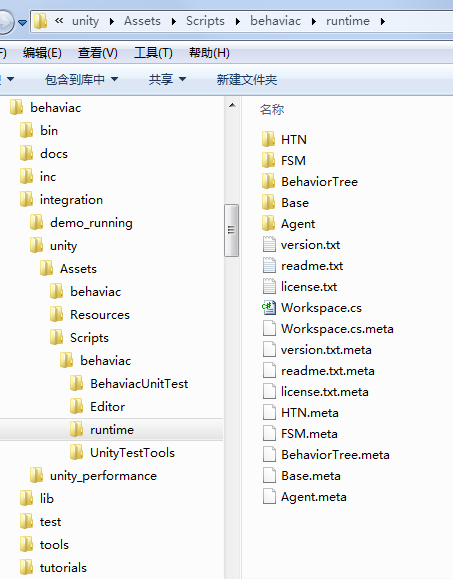 « unity Assets Scripts behaviac runtime
编辑(E) 查看(V) 工具(T) 帮助(H)
包含到库中 共享 新建文件夹
behaviac
bin
docs
inc
integration
demo_running
unity
Assets
behaviac
Resources
Scripts
behaviac
BehaviacUnitTest
Editor
runtime
UnityTestTools
unity_performance
lib
test
tools
tutorials
名称
HTN
FSM
BehaviorTree
Base
Agent
version.txt
readme.txt
license.txt
Workspace.cs
Workspace.cs.meta
version.txt.meta
readme.txt.meta
license.txt.meta
HTN.meta
FSM.meta
BehaviorTree.meta
Base.meta
Agent.meta